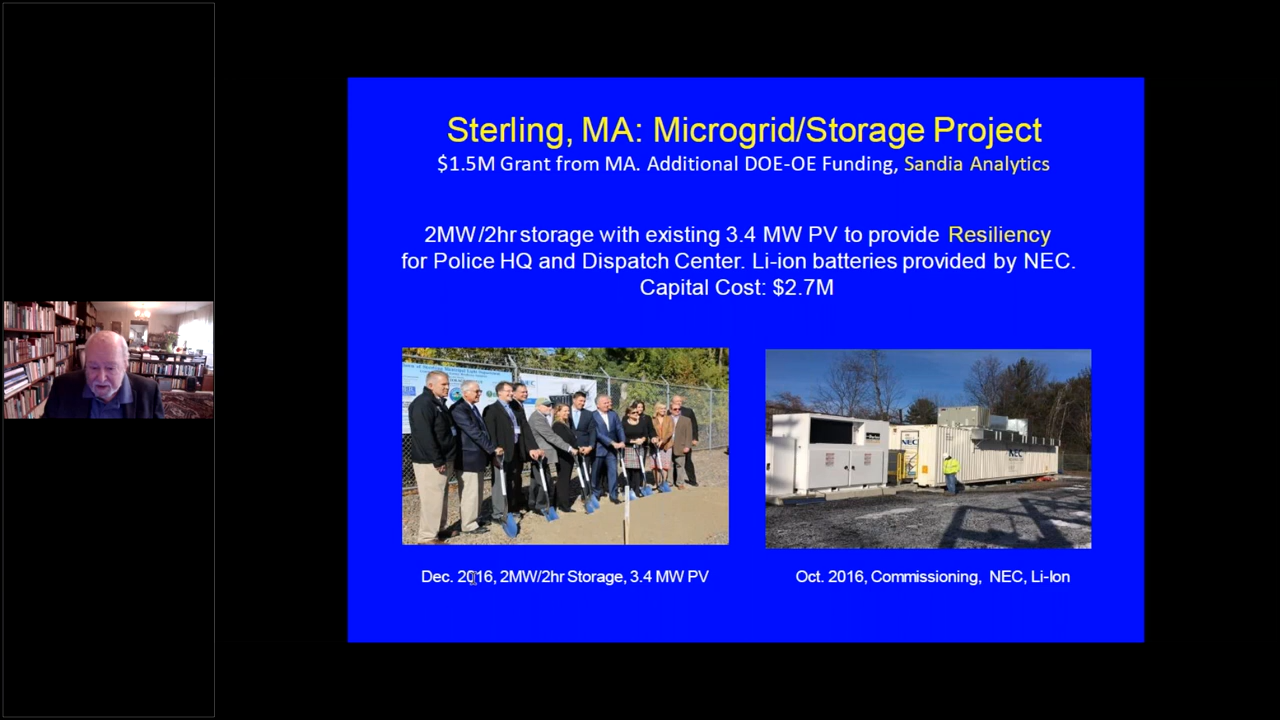 Sterling, MA: Microgrid/Storage Project
$1.5M Grant from MA. Additional DOE-OE Funding, Sandia Analytics
2MW/2hr storage with existing 3.4 MW PV to provide Resiliency
for Police HQ and Dispatch Center. Li-ion batteries provided by NEC.
Capital Cost: $2.7M
NEC
NEC
NEC
Dec. 2016, 2MW/2hr Storage, 3.4 MW PV
Oct. 2016, Commissioning, NEC, Li-Ion